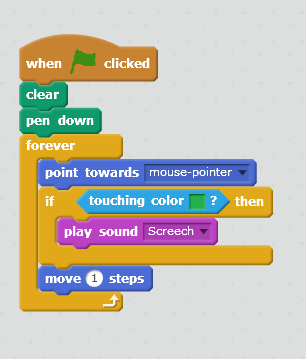 when clicked
clear
pen down
forever
point towards mouse-pointer
if touching color ? then
play sound Screech
move 1 steps